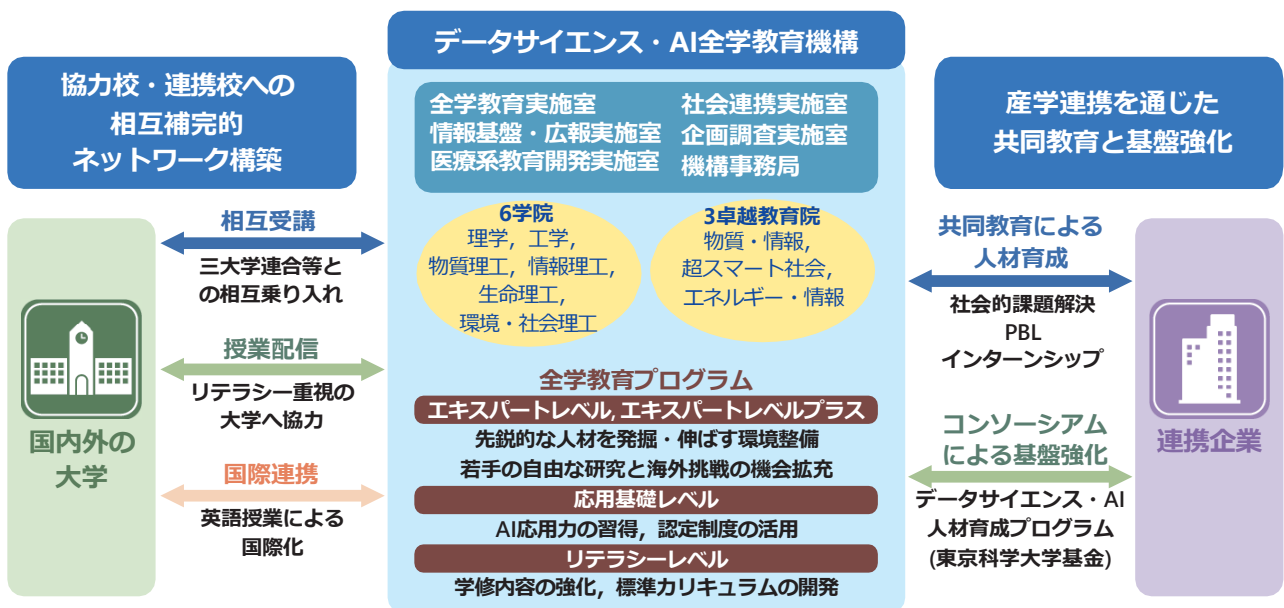 データサイエンス・AI全学教育機構
協力校・連携校への
相互補完的
ネットワーク構築
相互受講
三大学連合等と
の相互乗り入れ
授業配信
リテラシー重視の
大学へ協力
国際連携
英語授業による
国際化
国内外の
大学
全学教育実施室
情報基盤・広報実施室
医療系教育開発実施室
社会連携実施室
企画調査実施室
機構事務局
6学院
理学，工学，
物質理工，情報理工，
生命理工，
環境・社会理工
3卓越教育院
物質・情報，
超スマート社会，
エネルギー・情報
全学教育プログラム
エキスパートレベル, エキスパートレベルプラス
先鋭的な人材を発掘・伸ばす環境整備
若手の自由な研究と海外挑戦の機会拡充
応用基礎レベル
AI応用力の習得，認定制度の活用
リテラシーレベル
学修内容の強化，標準カリキュラムの開発
産学連携を通じた
共同教育と基盤強化
共同教育による
人材育成
社会的課題解決
PBL
インターンシップ
コンソーシアム
による基盤強化
データサイエンス・AI
人材育成プログラム
(東京科学大学基金)
連携企業